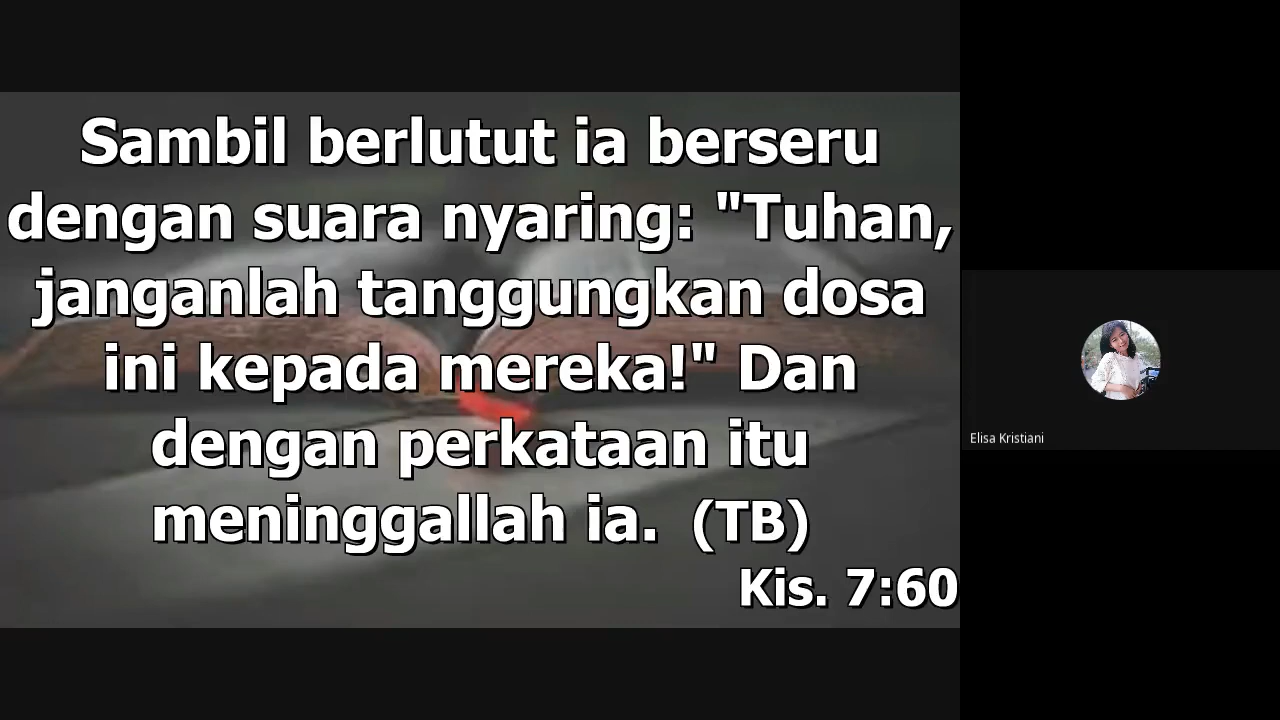 Sambil berlutut ia berseru
dengan suara nyaring: "Tuhan,
janganlah tanggungkan dosa
ini kepada mereka!" Dan
dengan perkataan itu
meninggallah ia.  (TB)
Kis. 7:60
Elisa Kristiani